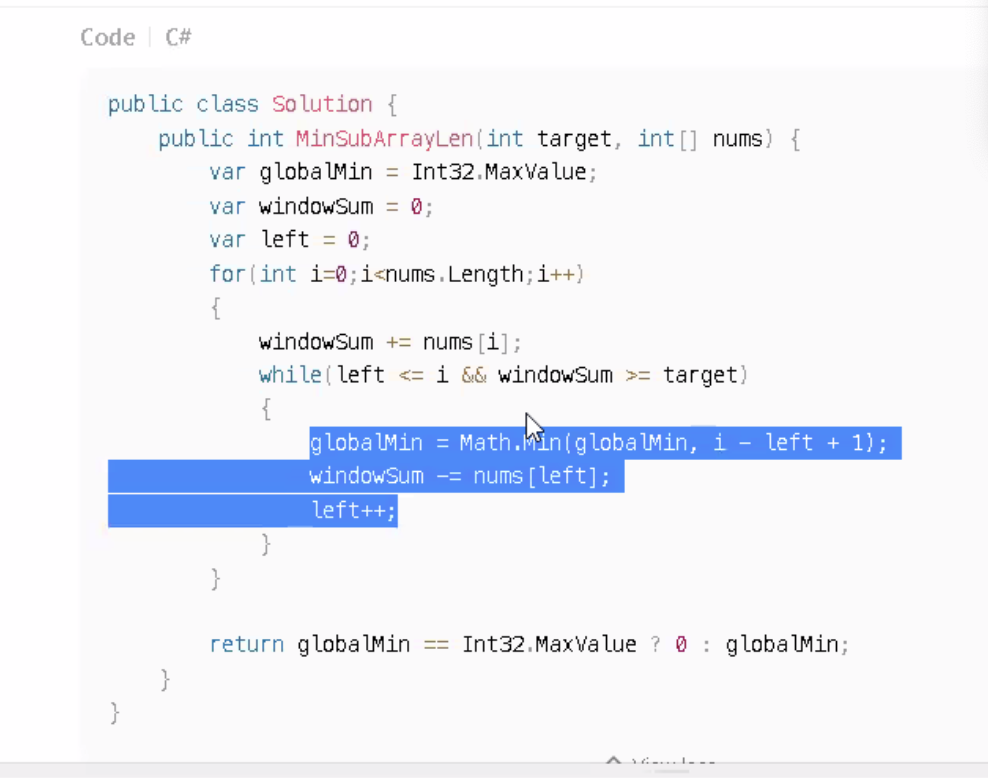 Code | C#
public class Solution {
public int MinSubArrayLen(int target, int[] nums) {
var globalMin = Int32.MaxValue;
var windowSum = 0;
var left = 0;
for(int i=0;i<nums.Length;i++)
{
windowSum += nums[i];
while(left <= i && windowSum >= target)
{
globalMin = Math.Min(globalMin, i - left + 1);
windowSum -= nums[left];
left++;
}
}
return globalMin == Int32.MaxValue ? 0 : globalMin;
}
}